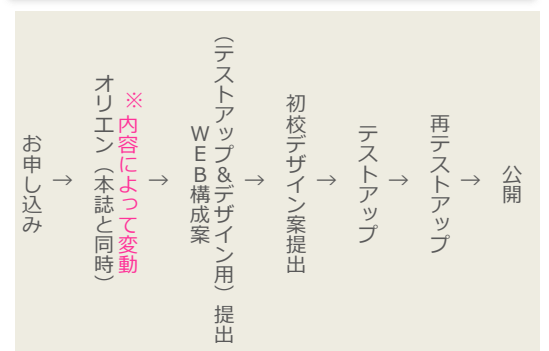 お申し込み
→
オリエン（本誌と同時）
※内容によって変動
→
WEB構成案
（テストアップ&デザイン用）提出
→
初校デザイン案提出
→
テストアップ
→
再テストアップ
→
公開